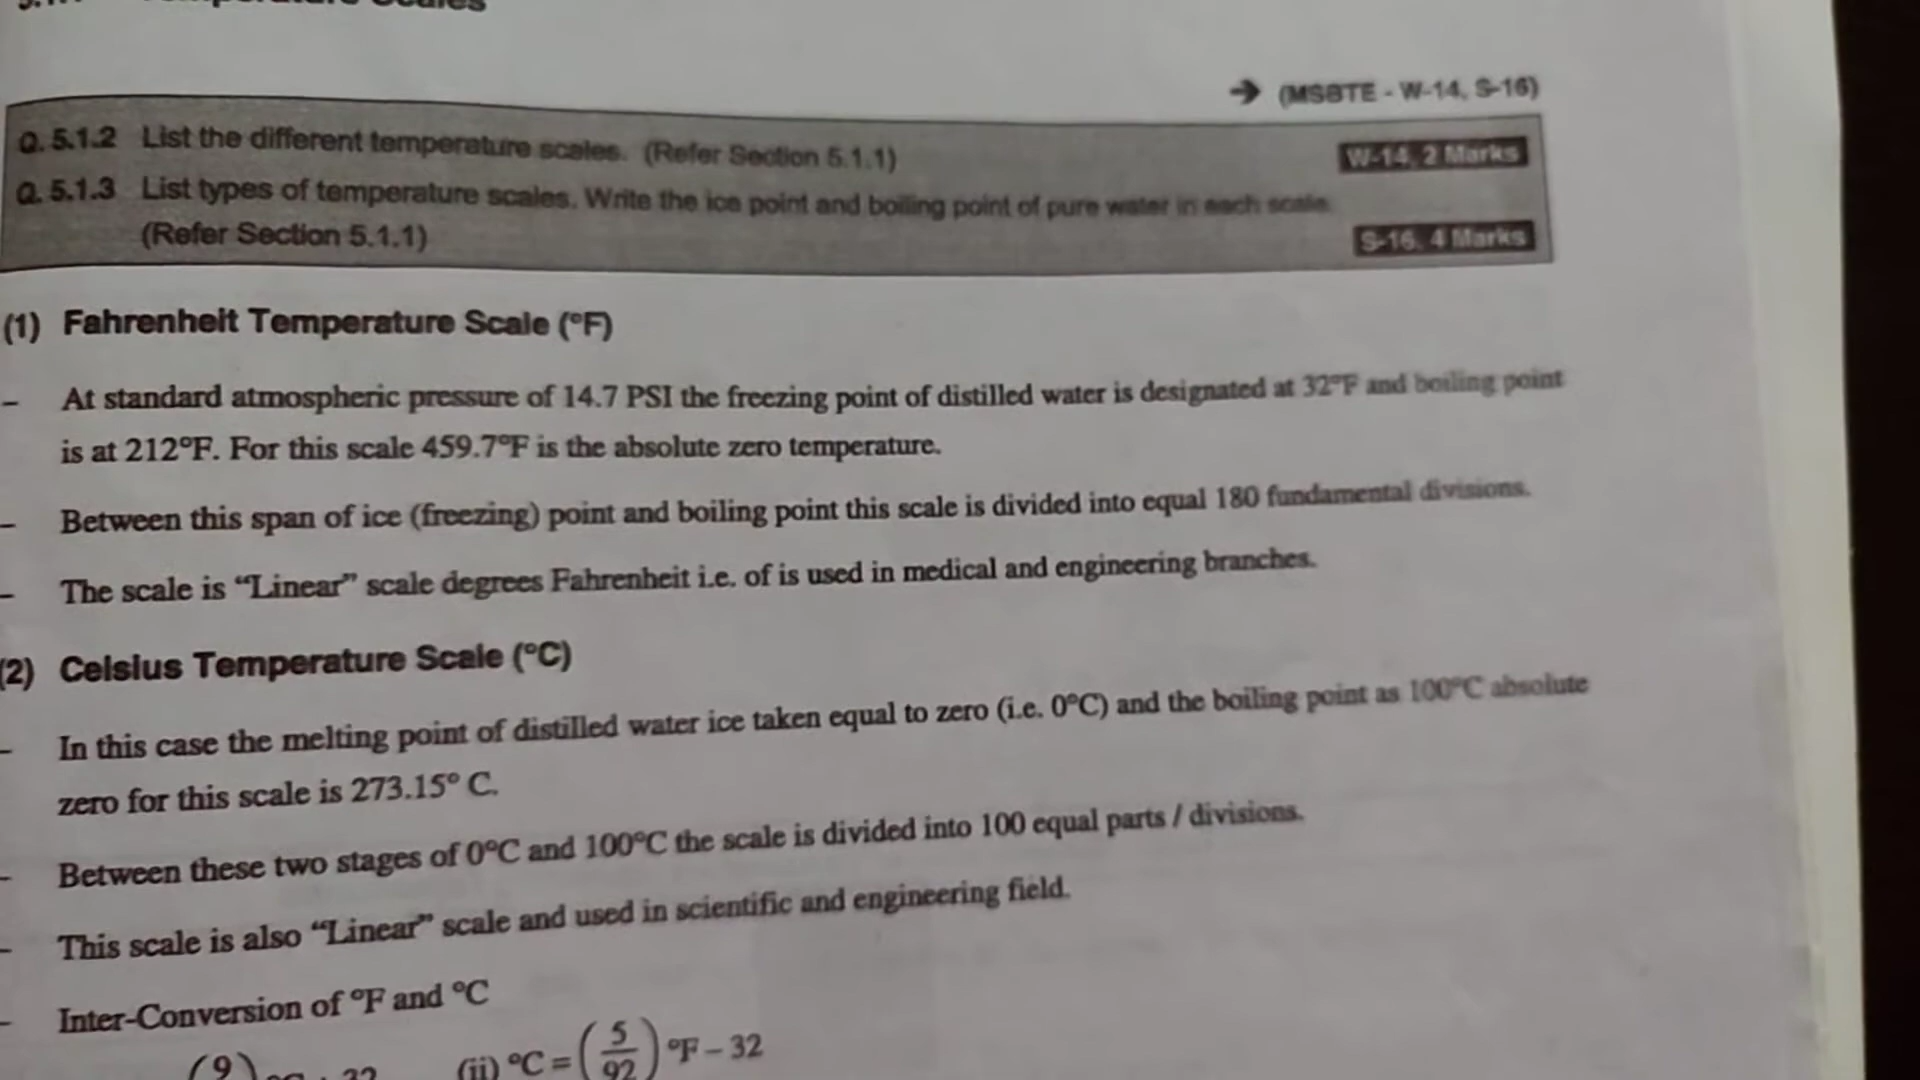 Temperature Scales
→ (MSBTE - W-14, S-16)
Q. 5.1.2 List the different temperature scales. (Refer Section 5.1.1) W-14, 2 Marks
Q. 5.1.3 List types of temperature scales. Write the ice point and boiling point of pure water in each scale.
(Refer Section 5.1.1) S-16, 4 Marks
(1) Fahrenheit Temperature Scale (°F)
– At standard atmospheric pressure of 14.7 PSI the freezing point of distilled water is designated at 32°F and boiling point
is at 212°F. For this scale 459.7°F is the absolute zero temperature.
– Between this span of ice (freezing) point and boiling point this scale is divided into equal 180 fundamental divisions.
– The scale is “Linear” scale degrees Fahrenheit i.e. of is used in medical and engineering branches.
(2) Celsius Temperature Scale (°C)
– In this case the melting point of distilled water ice taken equal to zero (i.e. 0°C) and the boiling point as 100°C absolute
zero for this scale is 273.15° C.
– Between these two stages of 0°C and 100°C the scale is divided into 100 equal parts / divisions.
– This scale is also “Linear” scale and used in scientific and engineering field.
– Inter-Conversion of °F and °C
(9) (ii) °C = (5/92) °F – 32